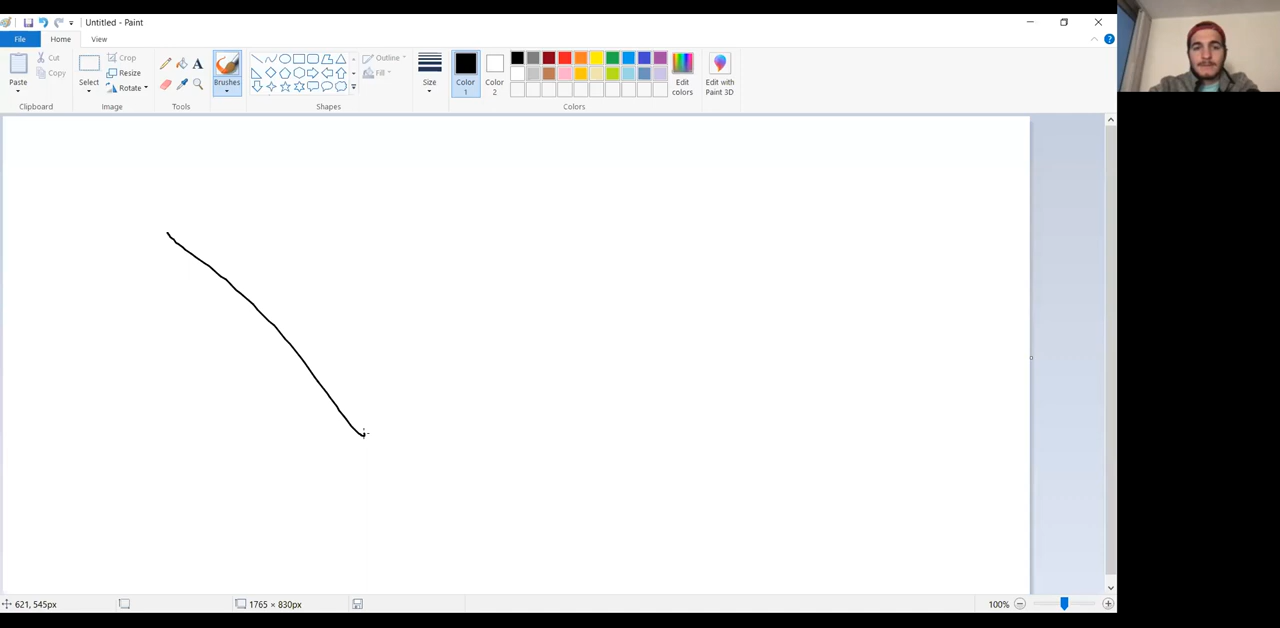 Untitled - Paint
File Home View
Paste
Cut
Copy
Clipboard
Select
Crop
Resize
Rotate
Image
Tools
Brushes
Shapes
Outline
Fill
Size
Color 1
Color 2
Colors
Edit colors
Edit with Paint 3D
621, 545px
1765 × 830px
100%